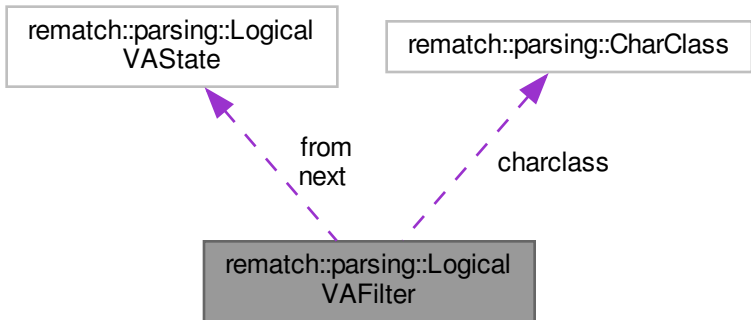 rematch::parsing::Logical
VAState
rematch::parsing::CharClass
from
next
charclass
rematch::parsing::Logical
VAFilter